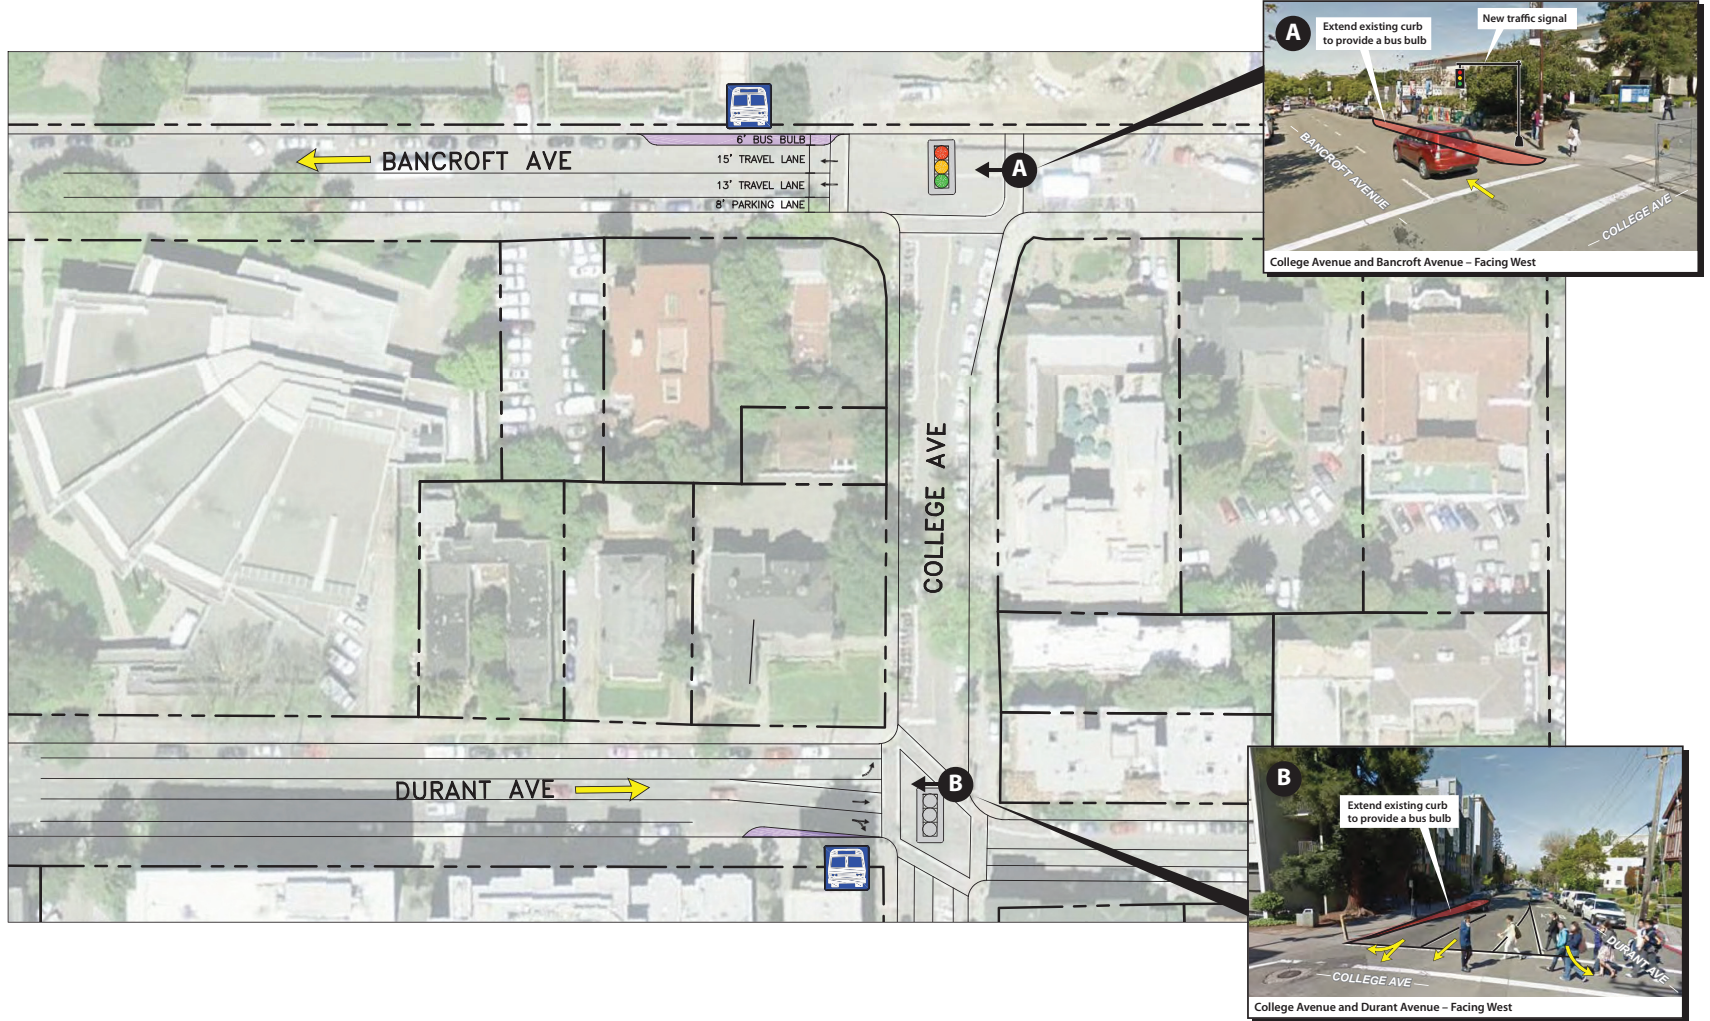 A
Extend existing curb
to provide a bus bulb
New traffic signal
BANCROFT AVENUE
COLLEGE AVE
College Avenue and Bancroft Avenue – Facing West
6' BUS BULB
15' TRAVEL LANE
13' TRAVEL LANE
8' PARKING LANE
BANCROFT AVE
A
COLLEGE AVE
DURANT AVE
B
B
Extend existing curb
to provide a bus bulb
DURANT AVE
COLLEGE AVE
College Avenue and Durant Avenue – Facing West